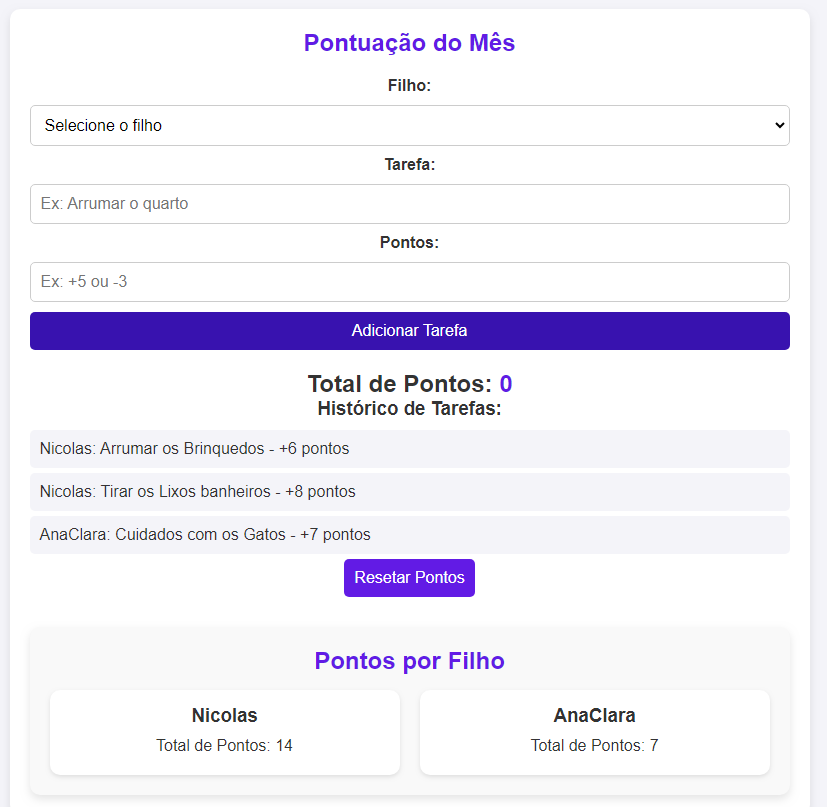 Pontuação do Mês
Filho:
Selecione o filho
Tarefa:
Ex: Arrumar o quarto
Pontos:
Ex: +5 ou -3
Adicionar Tarefa
Total de Pontos: 0
Histórico de Tarefas:
Nicolas: Arrumar os Brinquedos - +6 pontos
Nicolas: Tirar os Lixos banheiros - +8 pontos
AnaClara: Cuidados com os Gatos - +7 pontos
Resetar Pontos
Pontos por Filho
Nicolas
Total de Pontos: 14
AnaClara
Total de Pontos: 7